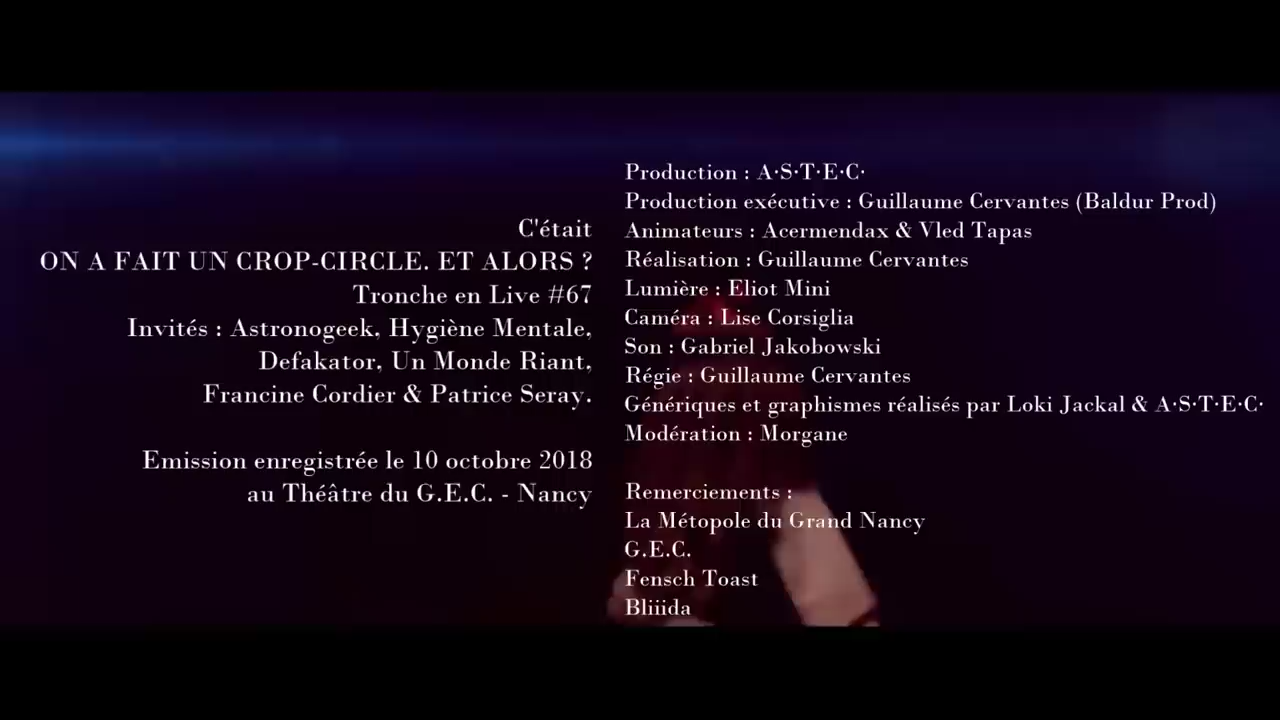 C'était
ON A FAIT UN CROP-CIRCLE. ET ALORS ?
Tronche en Live #67
Invités : Astronogeek, Hygiène Mentale,
Defakator, Un Monde Riant,
Francine Cordier & Patrice Seray.
Emission enregistrée le 10 octobre 2018
au Théâtre du G.E.C. - Nancy
Production : A·S·T·E·C·
Production exécutive : Guillaume Cervantes (Baldur Prod)
Animateurs : Acermendax & Vled Tapas
Réalisation : Guillaume Cervantes
Lumière : Eliot Mini
Caméra : Lise Corsiglia
Son : Gabriel Jakobowski
Régie : Guillaume Cervantes
Génériques et graphismes réalisés par Loki Jackal & A·S·T·E·C·
Modération : Morgane
Remerciements :
La Métopole du Grand Nancy
G.E.C.
Fensch Toast
Bliiida